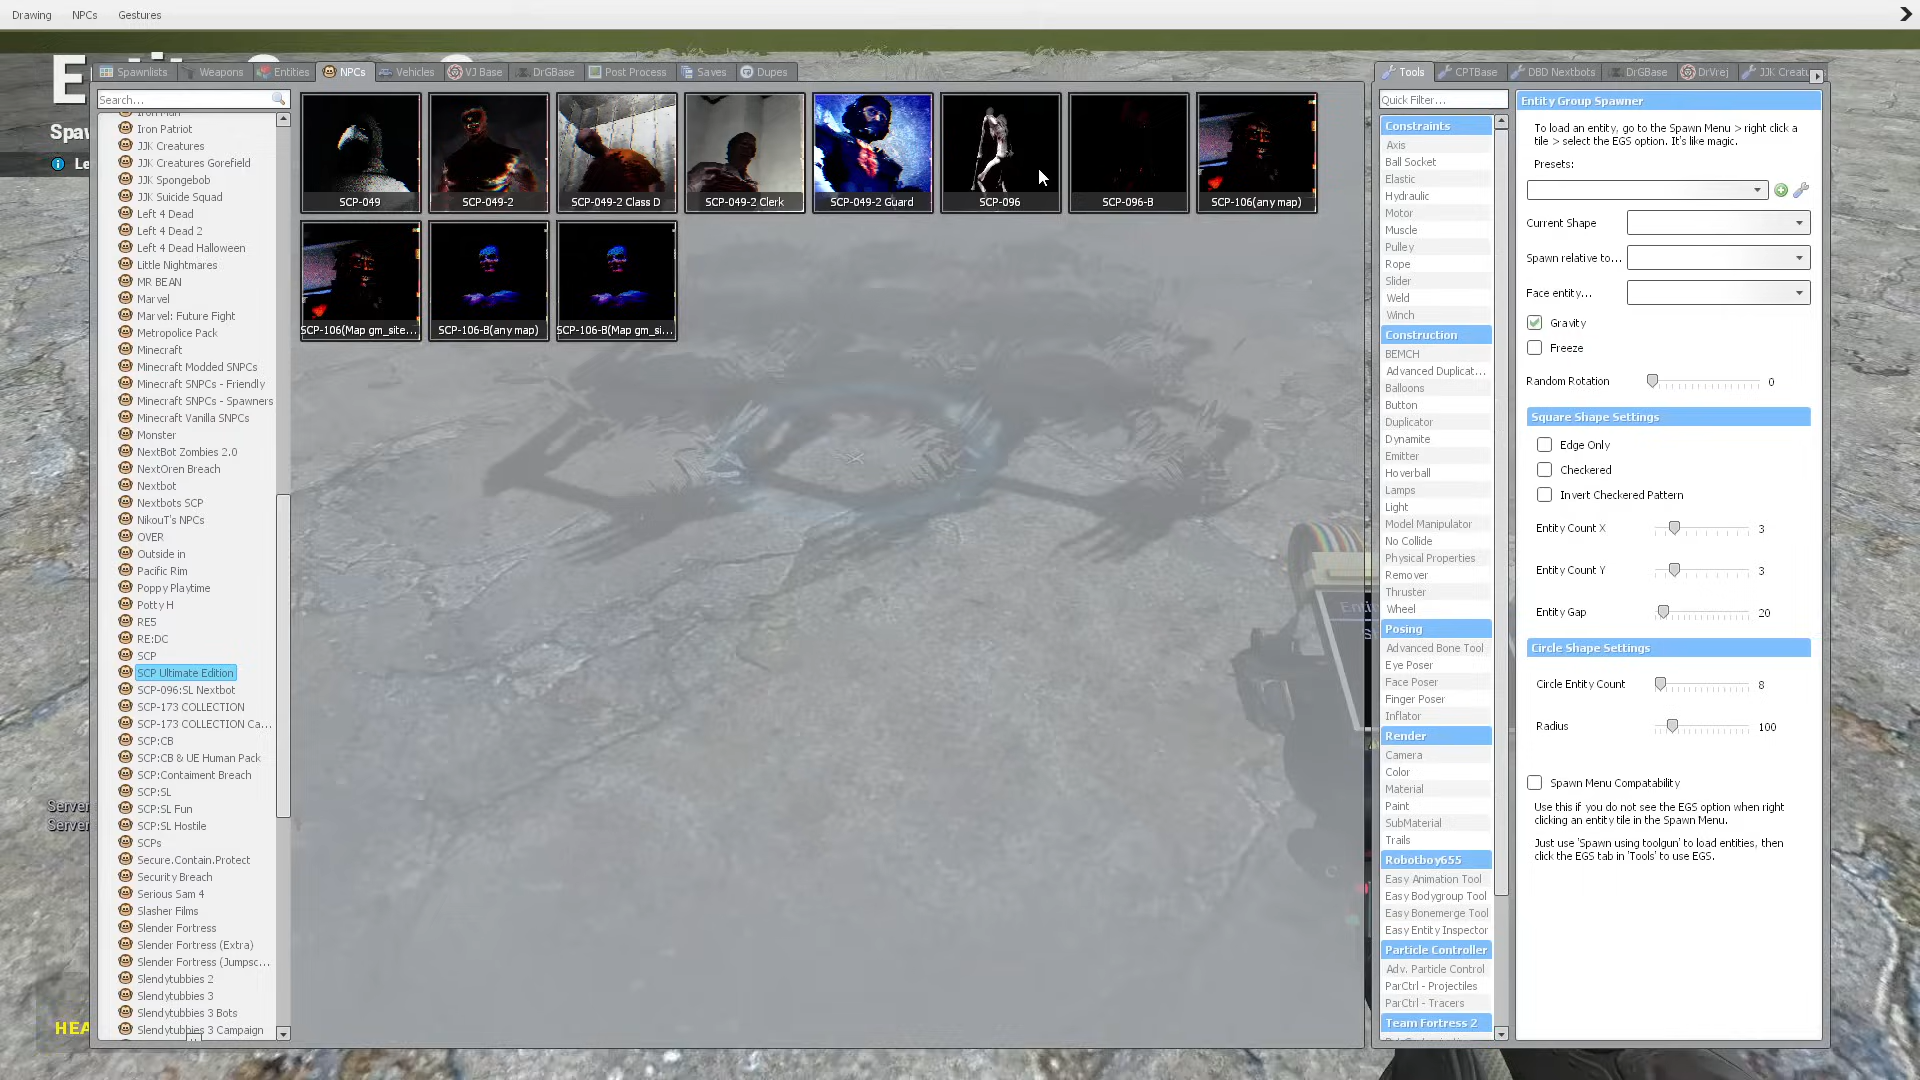 Drawing NPCs Gestures
E
Spaw
Le
Server
Server
HEA
Spawnlists Weapons Entities NPCs Vehicles VJ Base DrGBase Post Process Saves Dupes
Search...
Iron Man
Iron Patriot
JJK Creatures
JJK Creatures Gorefield
JJK Spongebob
JJK Suicide Squad
Left 4 Dead
Left 4 Dead 2
Left 4 Dead Halloween
Little Nightmares
MR BEAN
Marvel
Marvel: Future Fight
Metropolice Pack
Minecraft
Minecraft Modded SNPCs
Minecraft SNPCs - Friendly
Minecraft SNPCs - Spawners
Minecraft Vanilla SNPCs
Monster
NextBot Zombies 2.0
NextOren Breach
Nextbot
Nextbots SCP
NikouT's NPCs
OVER
Outside in
Pacific Rim
Poppy Playtime
Potty H
RE5
RE:DC
SCP
SCP Ultimate Edition
SCP-096:SL Nextbot
SCP-173 COLLECTION
SCP-173 COLLECTION Ca...
SCP:CB
SCP:CB & UE Human Pack
SCP:Contaiment Breach
SCP:SL
SCP:SL Fun
SCP:SL Hostile
SCPs
Secure.Contain.Protect
Security Breach
Serious Sam 4
Slasher Films
Slender Fortress
Slender Fortress (Extra)
Slender Fortress (Jumpsc...
Slendytubbies 2
Slendytubbies 3
Slendytubbies 3 Bots
Slendytubbies 3 Campaign
SCP-049 SCP-049-2 SCP-049-2 Class D SCP-049-2 Clerk SCP-049-2 Guard SCP-096 SCP-096-B SCP-106(any map)
SCP-106(Map gm_site... SCP-106-B(any map) SCP-106-B(Map gm_si...
Tools CPTBase DBD Nextbots DrGBase DrVrej JJK Creatu
Quick Filter...
Constraints
Axis
Ball Socket
Elastic
Hydraulic
Motor
Muscle
Pulley
Rope
Slider
Weld
Winch
Construction
BEMCH
Advanced Duplicat...
Balloons
Button
Duplicator
Dynamite
Emitter
Hoverball
Lamps
Light
Model Manipulator
No Collide
Physical Properties
Remover
Thruster
Wheel
Posing
Advanced Bone Tool
Eye Poser
Face Poser
Finger Poser
Inflator
Render
Camera
Color
Material
Paint
SubMaterial
Trails
Robotboy655
Easy Animation Tool
Easy Bodygroup Tool
Easy Bonemerge Tool
Easy Entity Inspector
Particle Controller
Adv. Particle Control
ParCtrl - Projectiles
ParCtrl - Tracers
Team Fortress 2
Entity Group Spawner
To load an entity, go to the Spawn Menu > right click a
tile > select the EGS option. It's like magic.
Presets:
Current Shape
Spawn relative to...
Face entity...
Gravity
Freeze
Random Rotation 0
Square Shape Settings
Edge Only
Checkered
Invert Checkered Pattern
Entity Count X 3
Entity Count Y 3
Entity Gap 20
Circle Shape Settings
Circle Entity Count 8
Radius 100
Spawn Menu Compatability
Use this if you do not see the EGS option when right
clicking an entity tile in the Spawn Menu.
Just use 'Spawn using toolgun' to load entities, then
click the EGS tab in 'Tools' to use EGS.